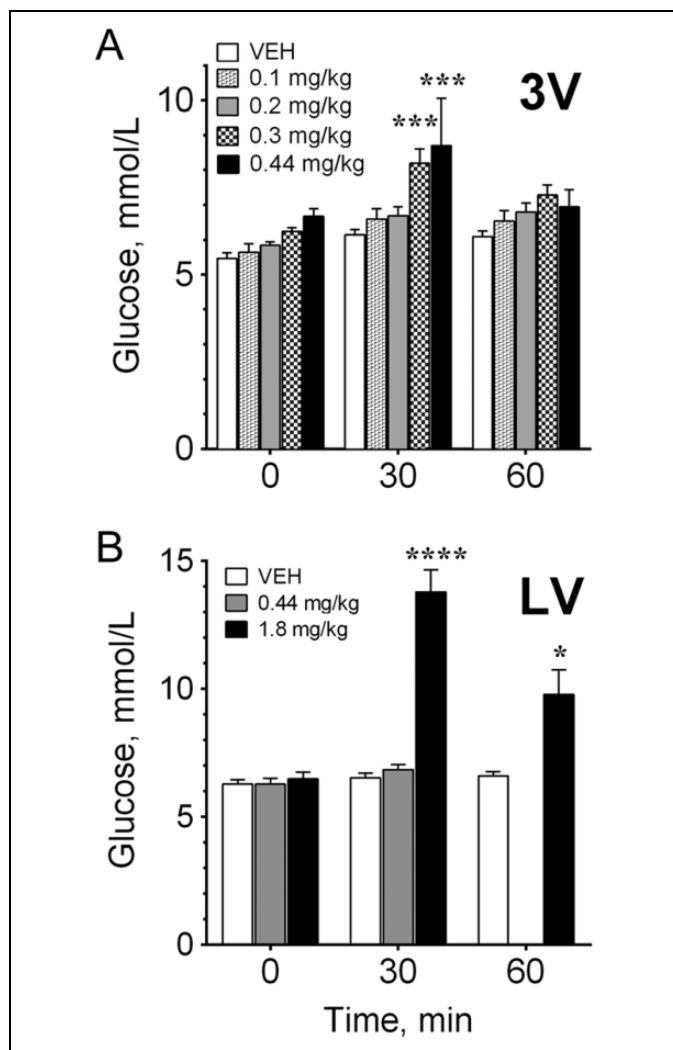 A
VEH
0.1 mg/kg
0.2 mg/kg
0.3 mg/kg
0.44 mg/kg
***
***
3V
10
5
0
Glucose, mmol/L
0 30 60
B
VEH
0.44 mg/kg
1.8 mg/kg
****
*
LV
15
10
5
0
Glucose, mmol/L
0 30 60
Time, min